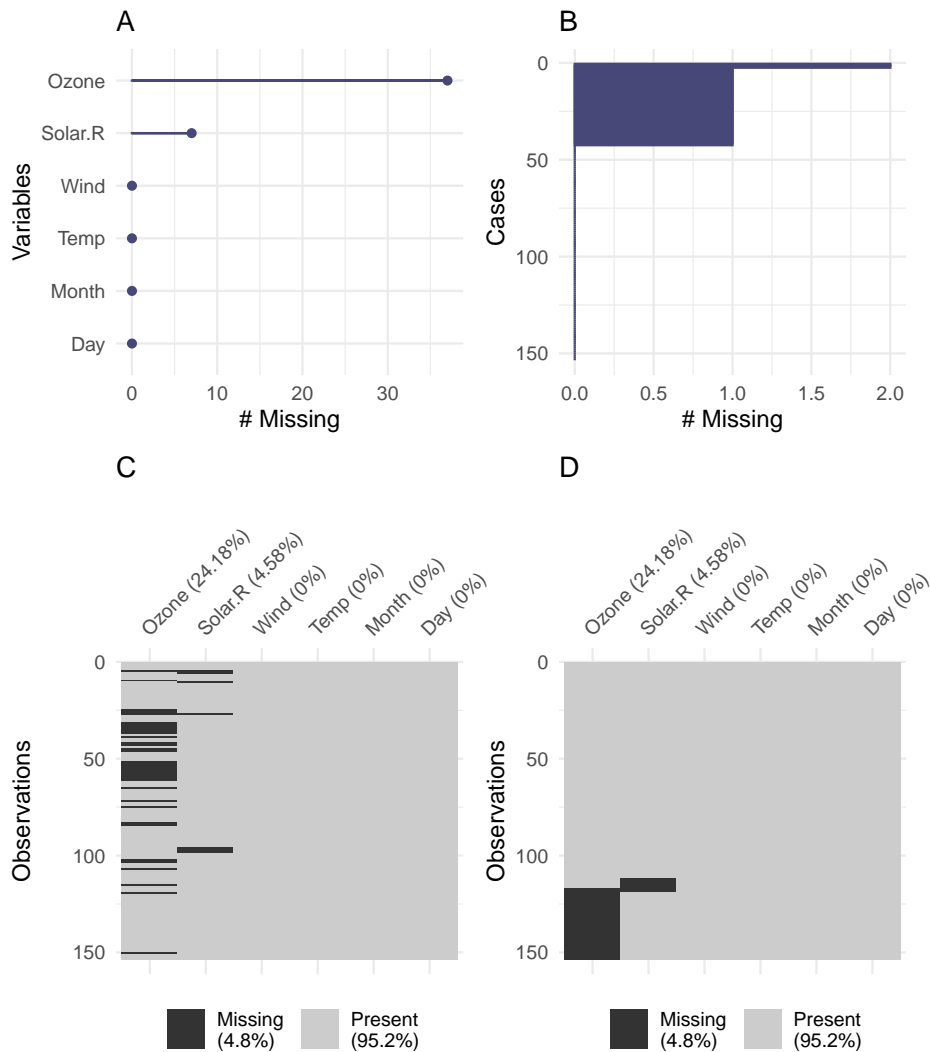 A
Ozone
Solar.R
Wind
Temp
Month
Day
Variables
0 10 20 30
# Missing
B
0
50
100
150
Cases
0.0 0.5 1.0 1.5 2.0
# Missing
C
Ozone (24.18%)
Solar.R (4.58%)
Wind (0%)
Temp (0%)
Month (0%)
Day (0%)
0
50
100
150
Observations
Missing
(4.8%)
Present
(95.2%)
D
Ozone (24.18%)
Solar.R (4.58%)
Wind (0%)
Temp (0%)
Month (0%)
Day (0%)
0
50
100
150
Observations
Missing
(4.8%)
Present
(95.2%)